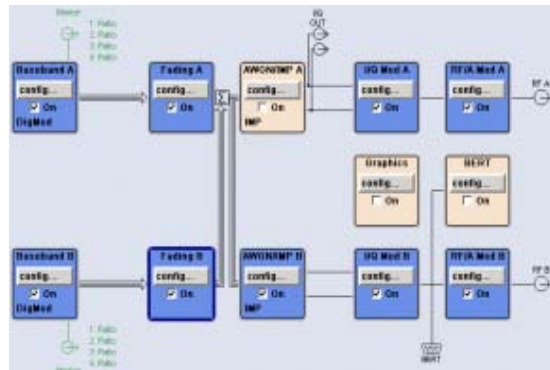 I/Q
OUT
Baseband A
config...
On
DigMod
Fading A
config...
On
Σ
AWGN/IMP A
config...
On
IMP
I/Q Mod A
config...
On
RF/A Mod A
config...
On
RF A
Graphics
config...
On
BERT
config...
On
Baseband B
config...
On
DigMod
Fading B
config...
On
AWGN/IMP B
config...
On
IMP
I/Q Mod B
config...
On
RF/A Mod B
config...
On
RF B
BERT